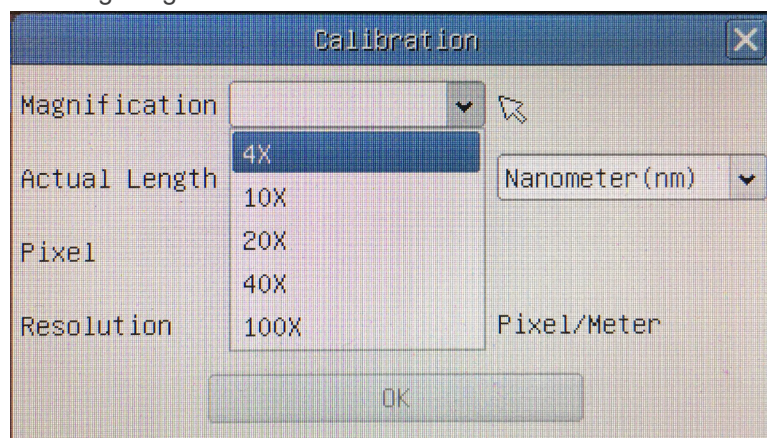 Calibration
Magnification
4X
Actual Length
Nanometer(nm)
10X
20X
Pixel
40X
Resolution
100X
Pixel/Meter
OK